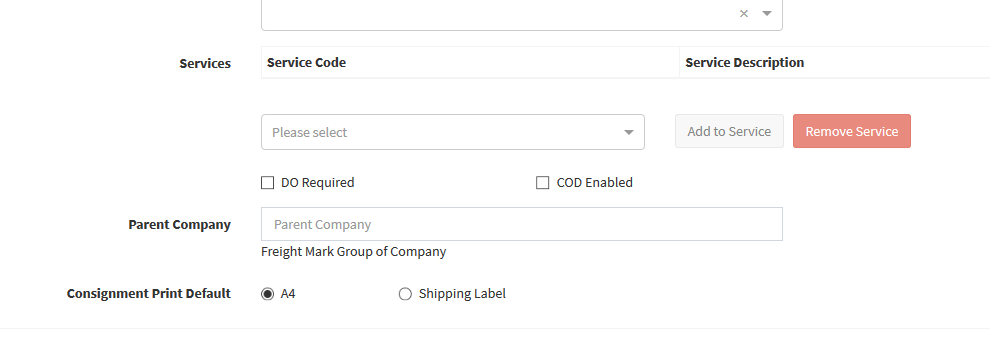 Services Service Code Service Description
Please select Add to Service Remove Service
DO Required COD Enabled
Parent Company Parent Company
Freight Mark Group of Company
Consignment Print Default A4 Shipping Label